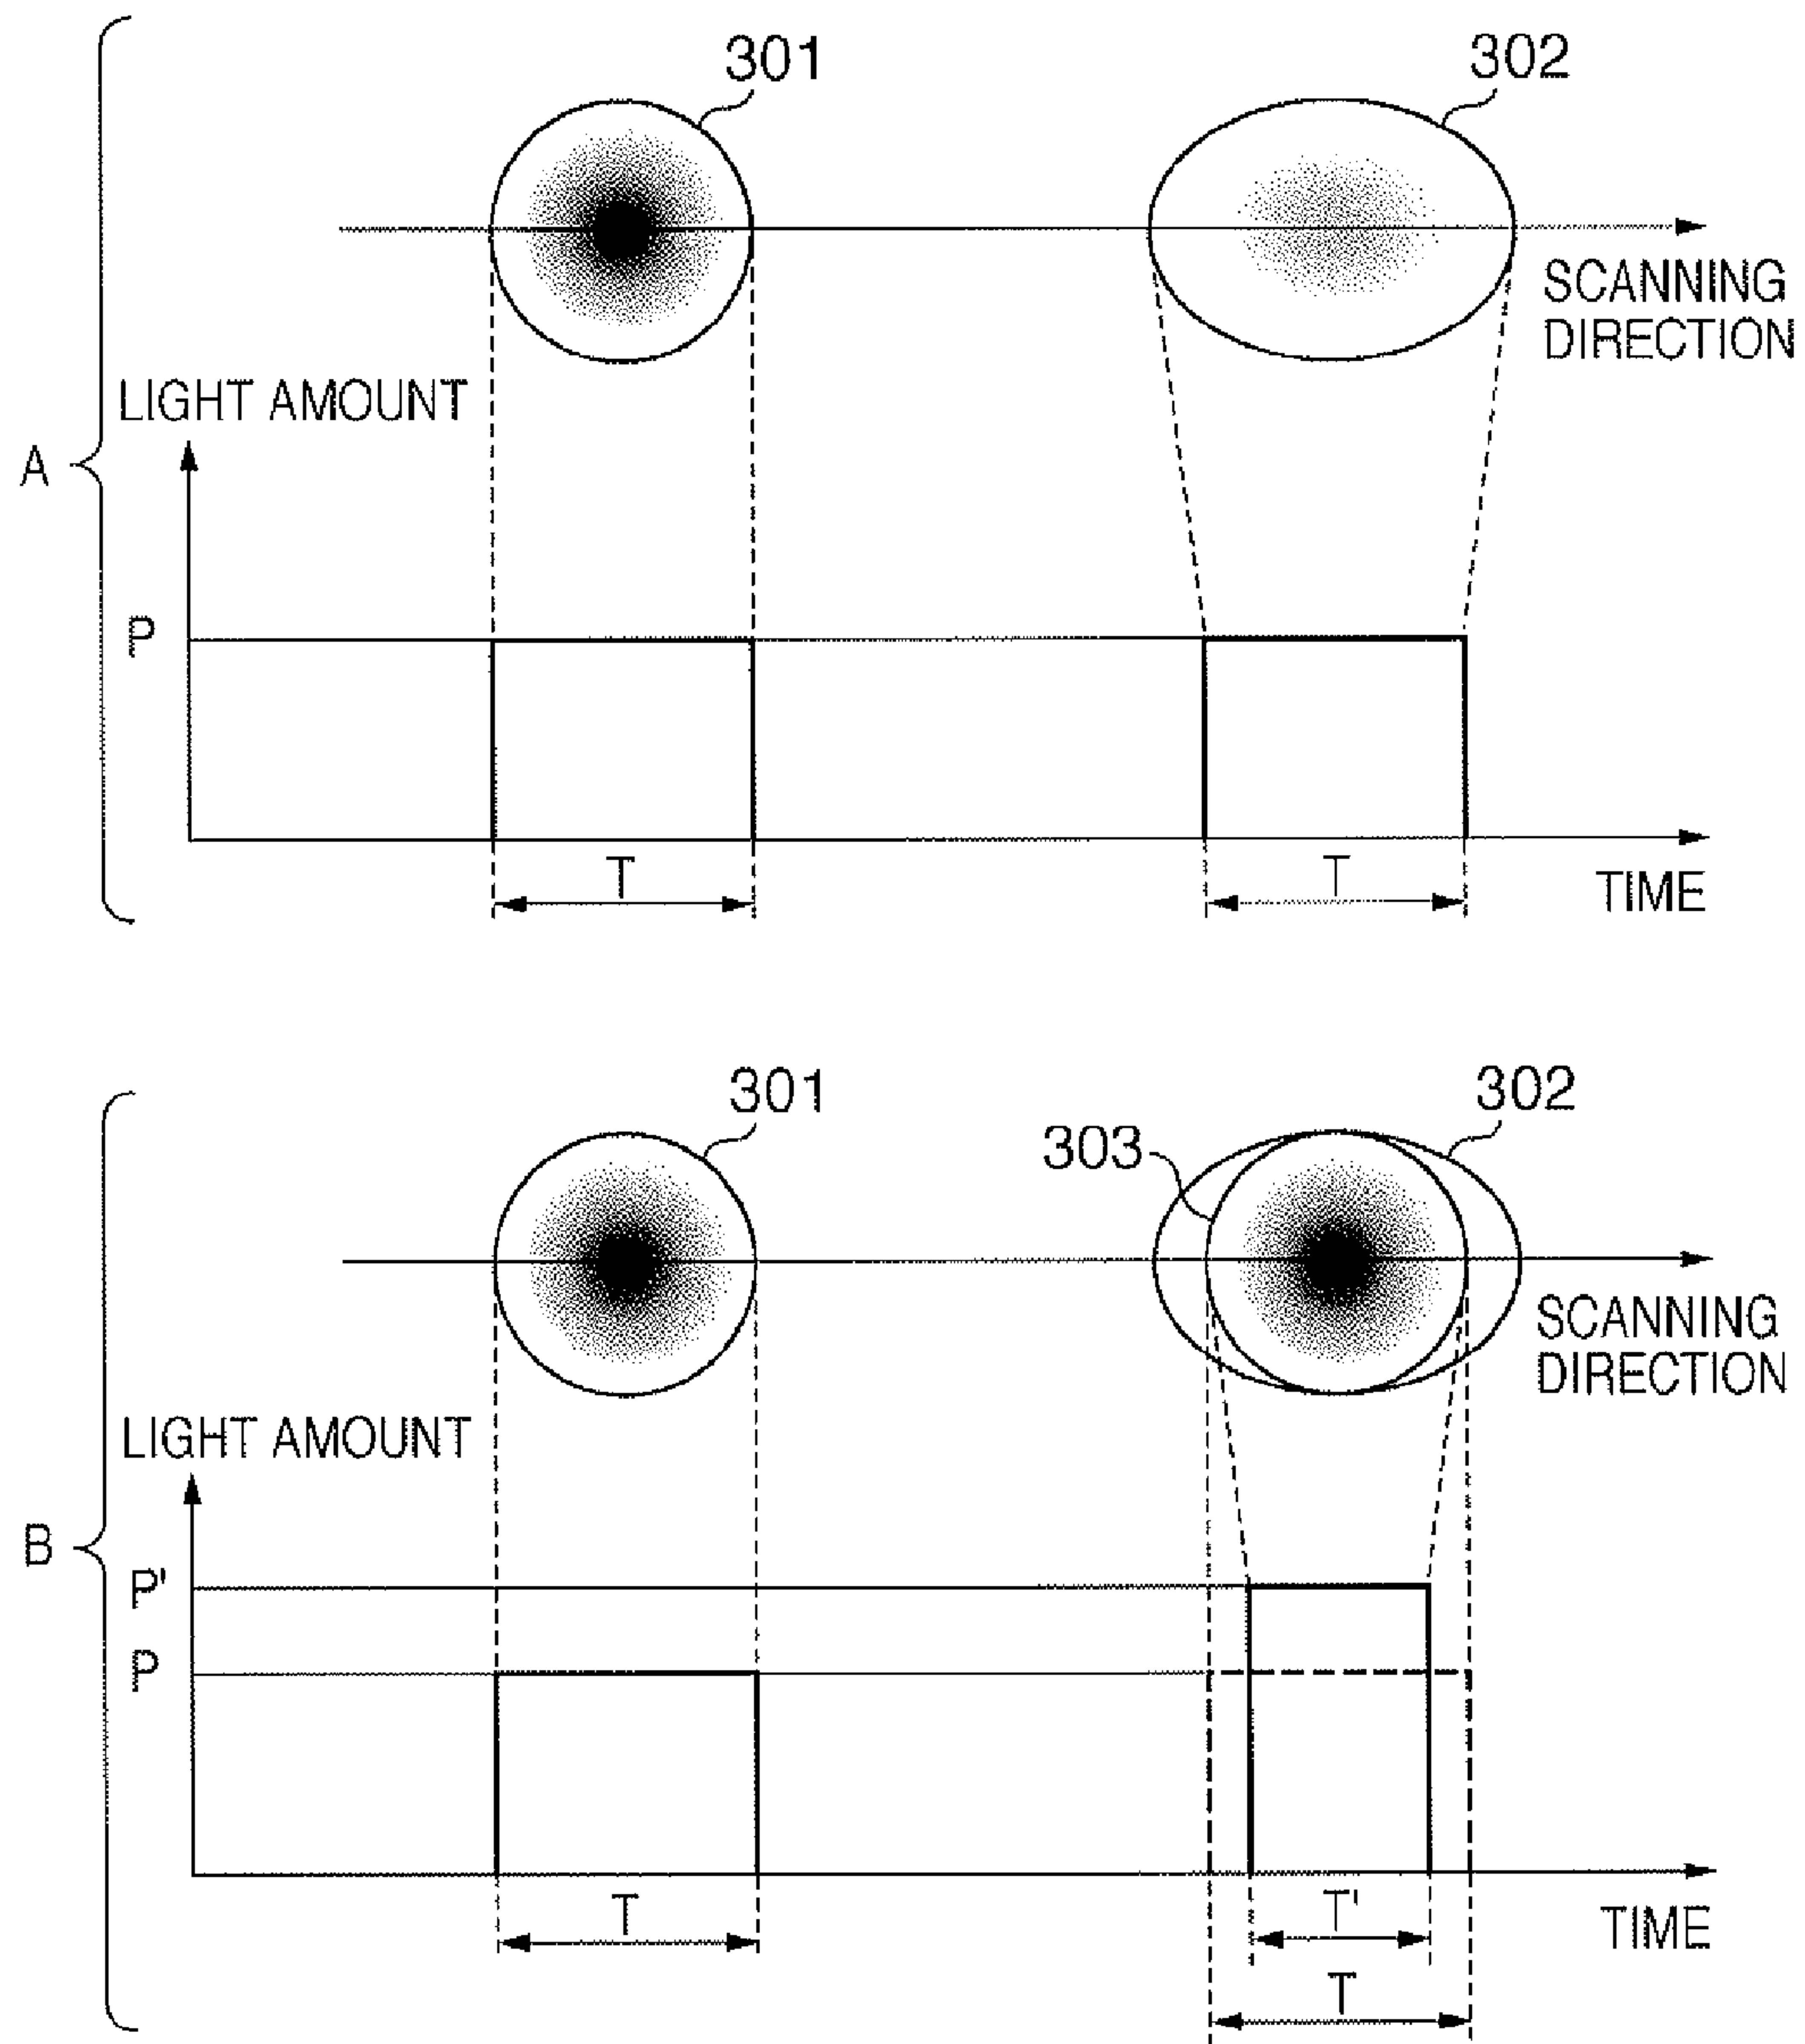 301
302
SCANNING
DIRECTION
LIGHT AMOUNT
A
P
T
T
TIME
301
302
303
SCANNING
DIRECTION
LIGHT AMOUNT
B
P'
P
T
T'
TIME
T